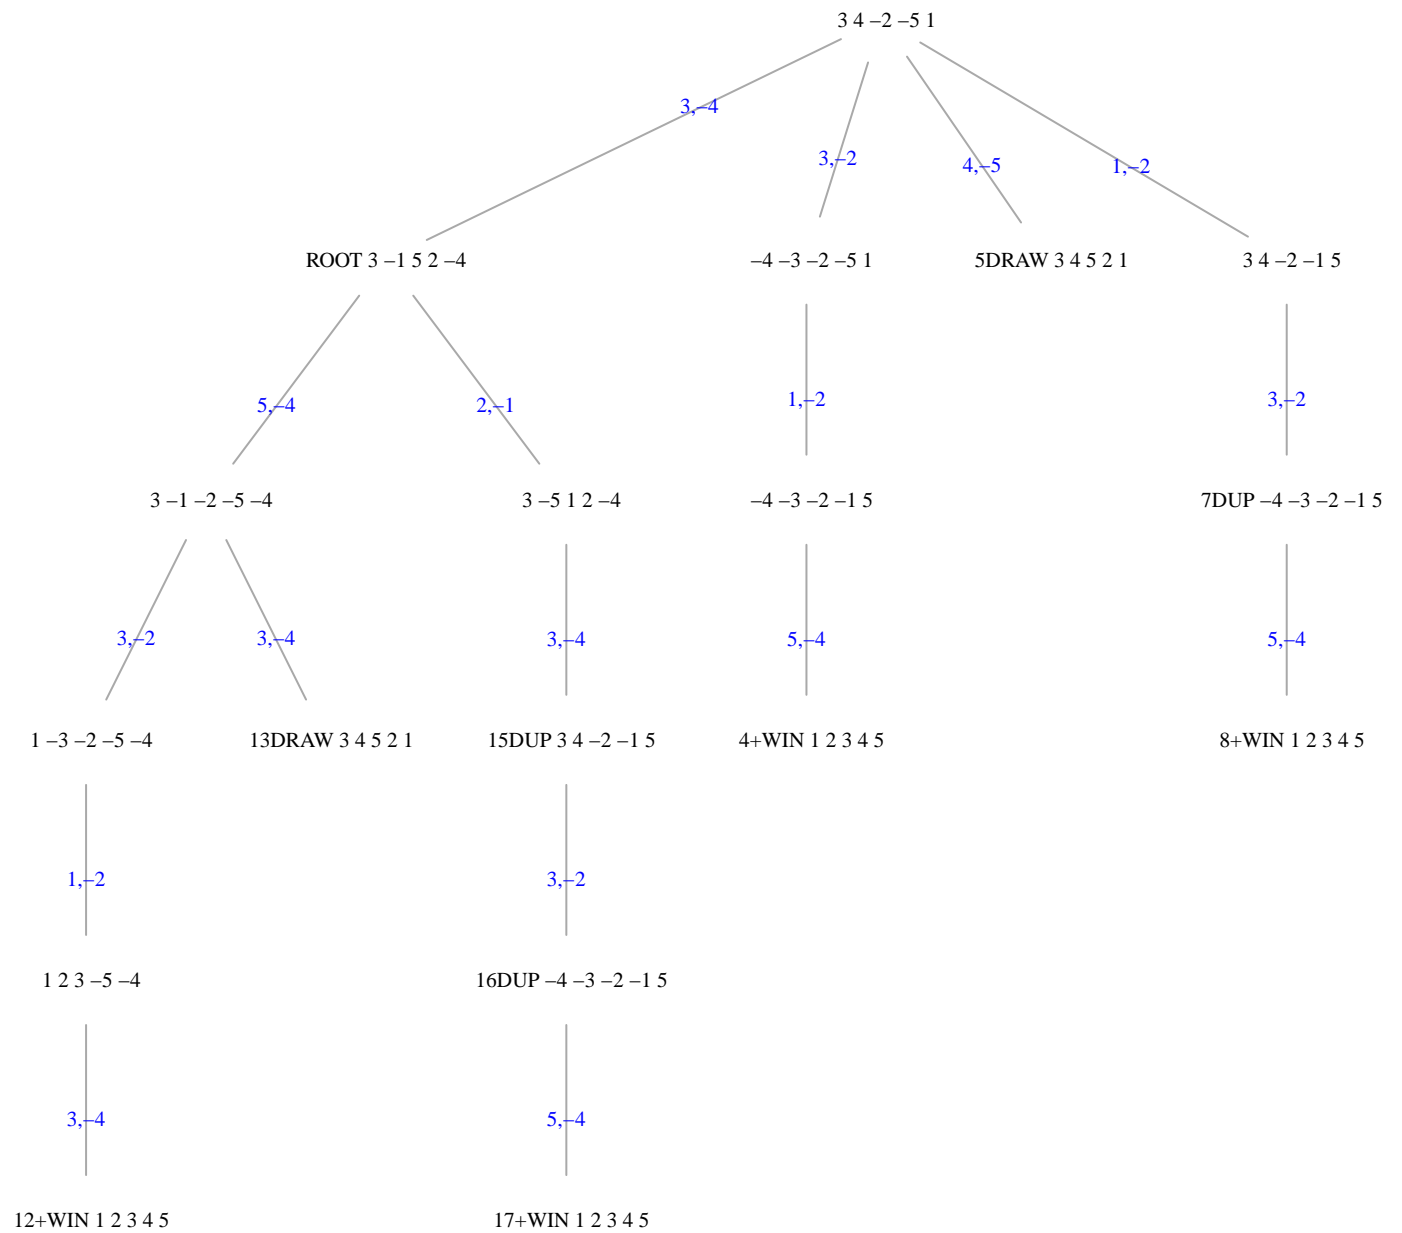 3 4 –2 –5 1
3,–4
3,–2
4,–5
1,–2
ROOT 3 –1 5 2 –4
–4 –3 –2 –5 1
5DRAW 3 4 5 2 1
3 4 –2 –1 5
5,–4
2,–1
1,–2
3,–2
3 –1 –2 –5 –4
3 –5 1 2 –4
–4 –3 –2 –1 5
7DUP –4 –3 –2 –1 5
3,–2
3,–4
3,–4
5,–4
5,–4
1 –3 –2 –5 –4
13DRAW 3 4 5 2 1
15DUP 3 4 –2 –1 5
4+WIN 1 2 3 4 5
8+WIN 1 2 3 4 5
1,–2
3,–2
1 2 3 –5 –4
16DUP –4 –3 –2 –1 5
3,–4
5,–4
12+WIN 1 2 3 4 5
17+WIN 1 2 3 4 5